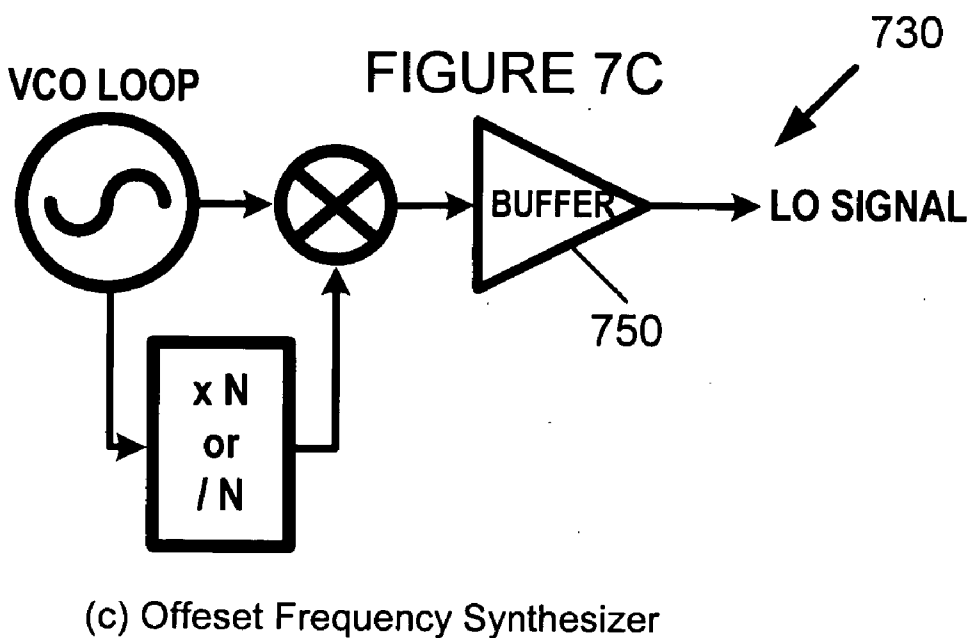 730
FIGURE 7C
VCO LOOP
BUFFER
LO SIGNAL
750
x N
or
/ N
(c) Offeset Frequency Synthesizer